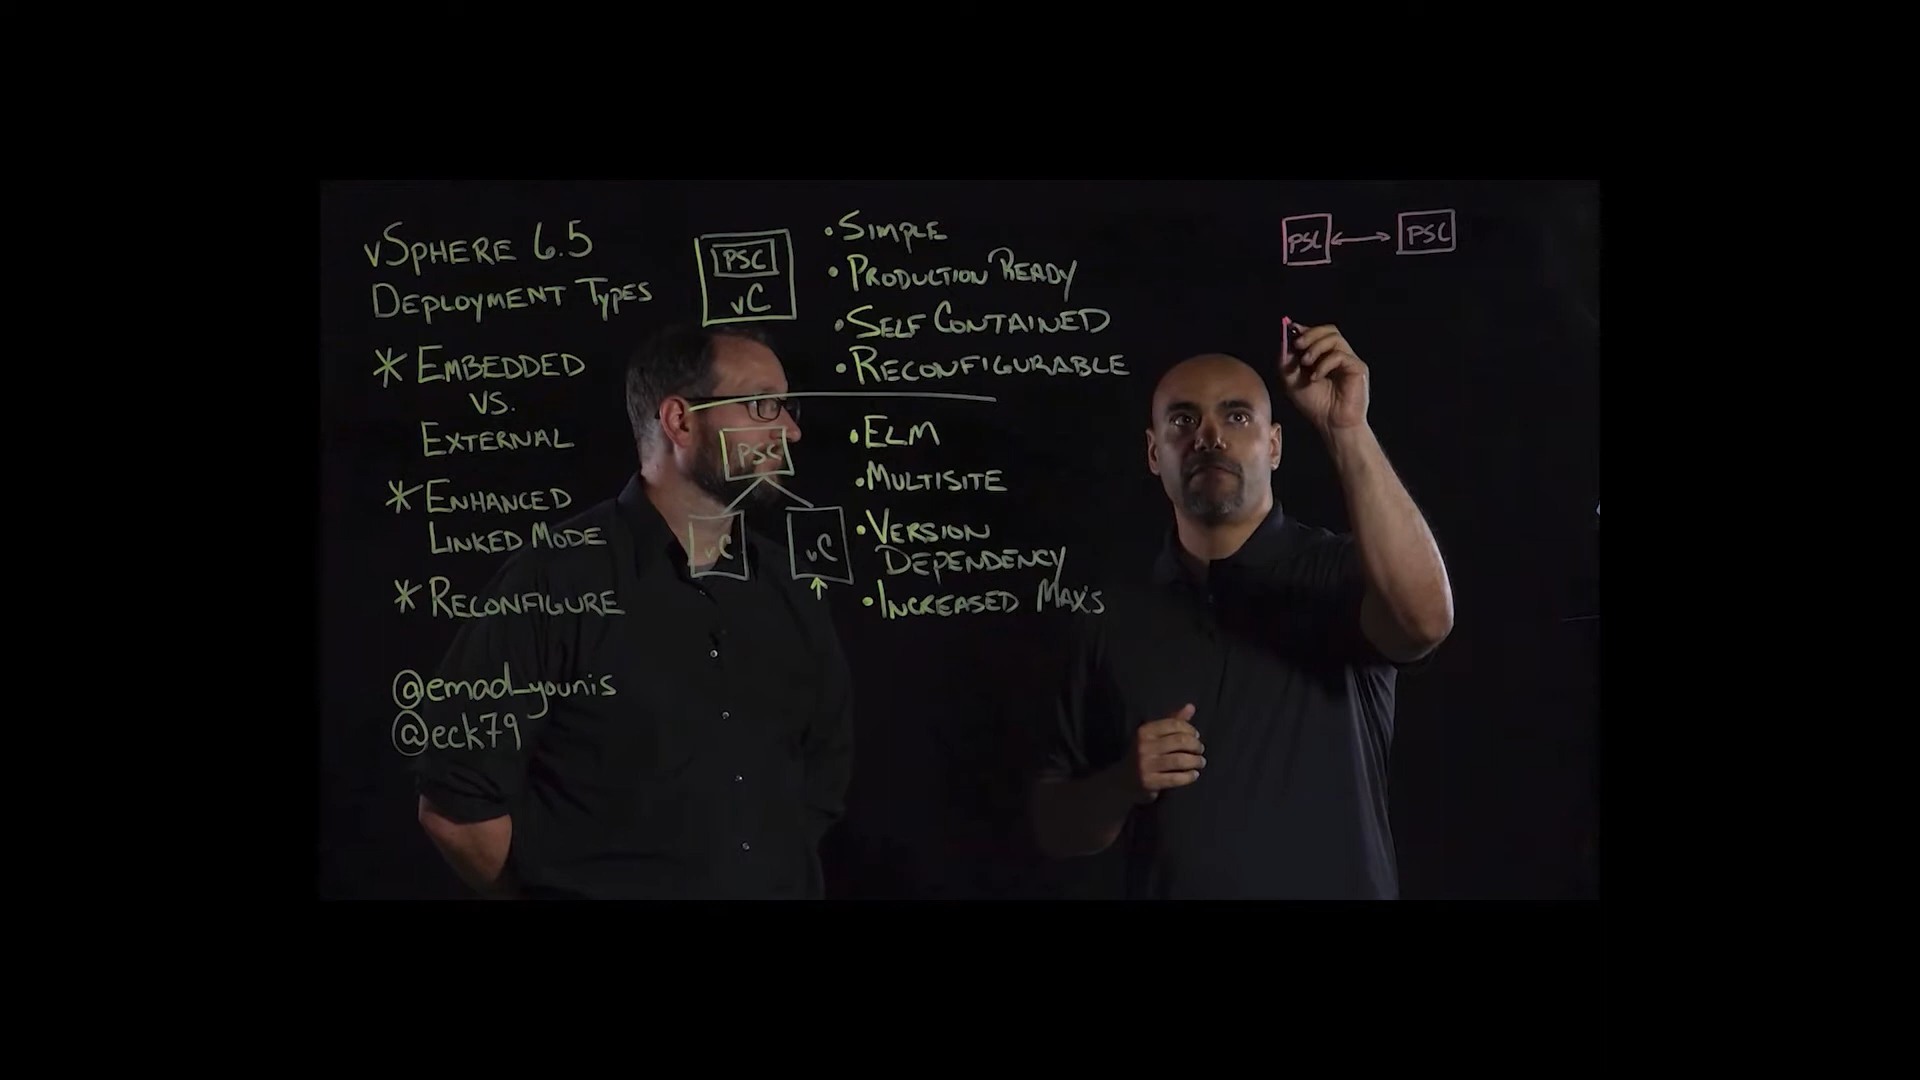 vSPHERE 6.5
DEPLOYMENT TYPES
* EMBEDDED
VS.
EXTERNAL
* ENHANCED
LINKED MODE
* RECONFIGURE
@emad_younis
@eck79
PSC
vC
• SIMPLE
• PRODUCTION READY
• SELF CONTAINED
• RECONFIGURABLE
PSC
vC vC
• ELM
• MULTISITE
• VERSION
DEPENDENCY
• INCREASED MAX'S
PSC PSC